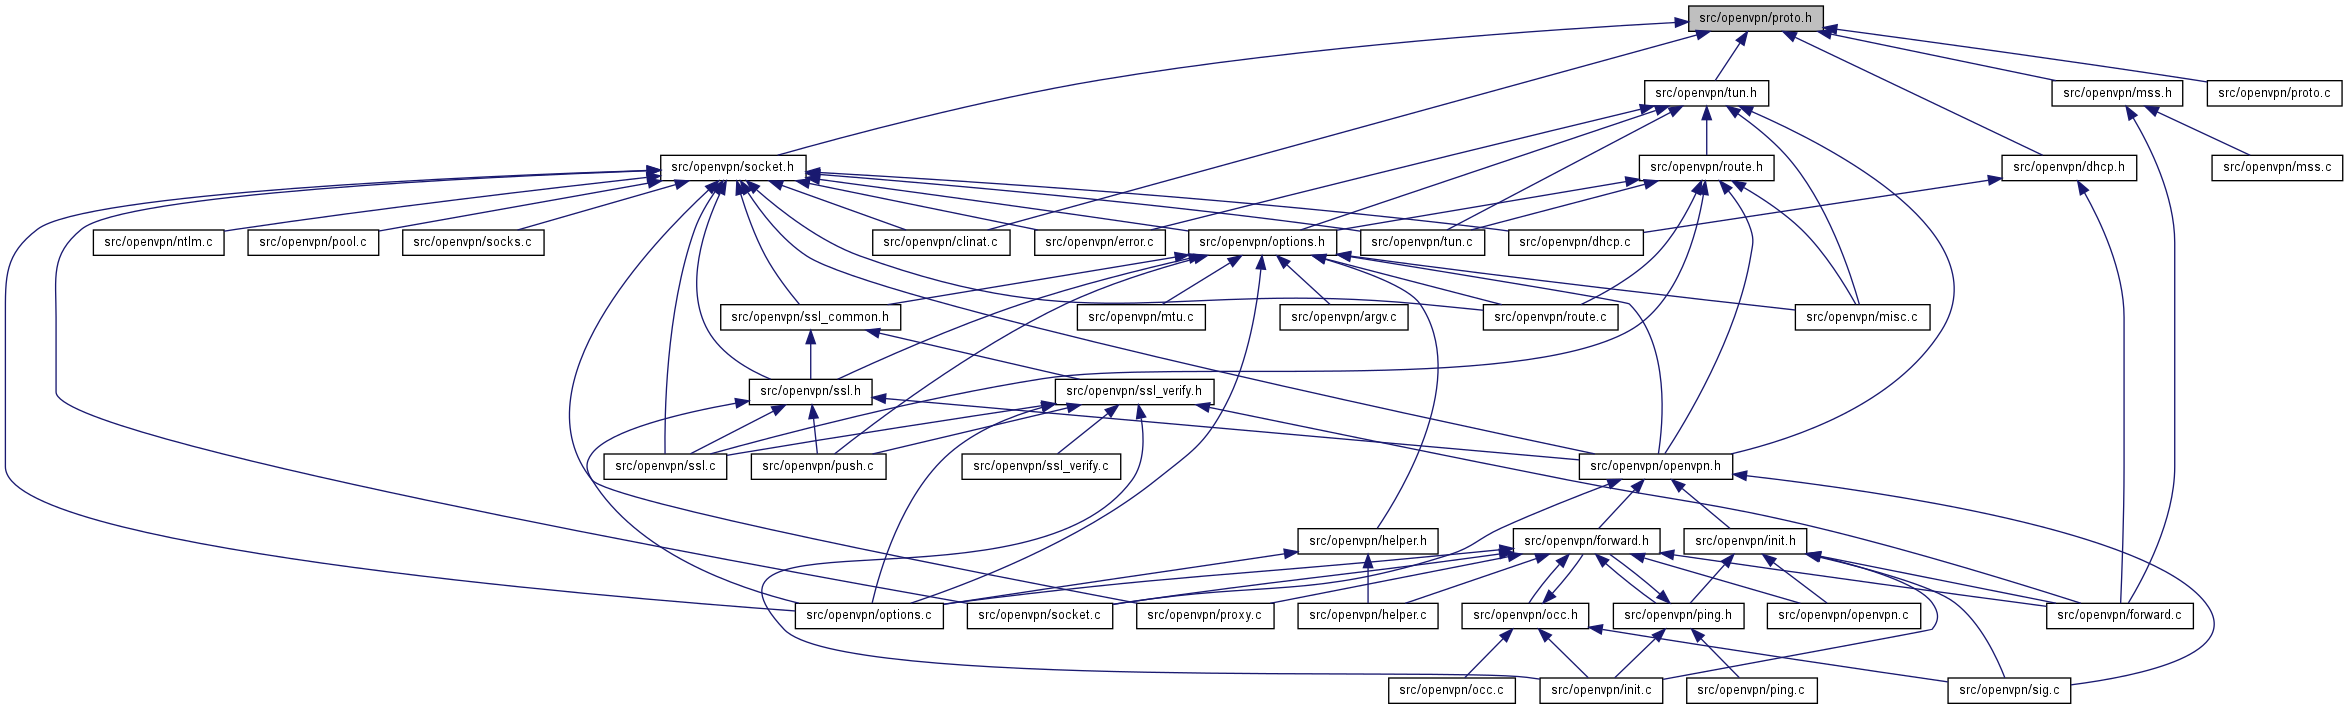 src/openvpn/proto.h
src/openvpn/tun.h
src/openvpn/mss.h
src/openvpn/proto.c
src/openvpn/socket.h
src/openvpn/route.h
src/openvpn/dhcp.h
src/openvpn/mss.c
src/openvpn/ntlm.c
src/openvpn/pool.c
src/openvpn/socks.c
src/openvpn/clinat.c
src/openvpn/error.c
src/openvpn/options.h
src/openvpn/tun.c
src/openvpn/dhcp.c
src/openvpn/ssl_common.h
src/openvpn/mtu.c
src/openvpn/argv.c
src/openvpn/route.c
src/openvpn/misc.c
src/openvpn/ssl.h
src/openvpn/ssl_verify.h
src/openvpn/ssl.c
src/openvpn/push.c
src/openvpn/ssl_verify.c
src/openvpn/openvpn.h
src/openvpn/helper.h
src/openvpn/forward.h
src/openvpn/init.h
src/openvpn/options.c
src/openvpn/socket.c
src/openvpn/proxy.c
src/openvpn/helper.c
src/openvpn/occ.h
src/openvpn/ping.h
src/openvpn/openvpn.c
src/openvpn/forward.c
src/openvpn/occ.c
src/openvpn/init.c
src/openvpn/ping.c
src/openvpn/sig.c